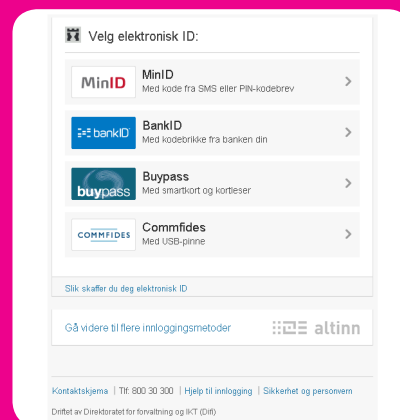 Velg elektronisk ID:
MinID
MinID
Med kode fra SMS eller PIN-kodebrev
bankID
BankID
Med kodebrikke fra banken din
buypass
Buypass
Med smartkort og kortleser
COMMFIDES
Commfides
Med USB-pinne
Slik skaffer du deg elektronisk ID
Gå videre til flere innloggingsmetoder altinn
Kontaktskjema | Tlf: 800 30 300 | Hjelp til innlogging | Sikkerhet og personvern
Driftet av Direktoratet for forvaltning og IKT (Difi)